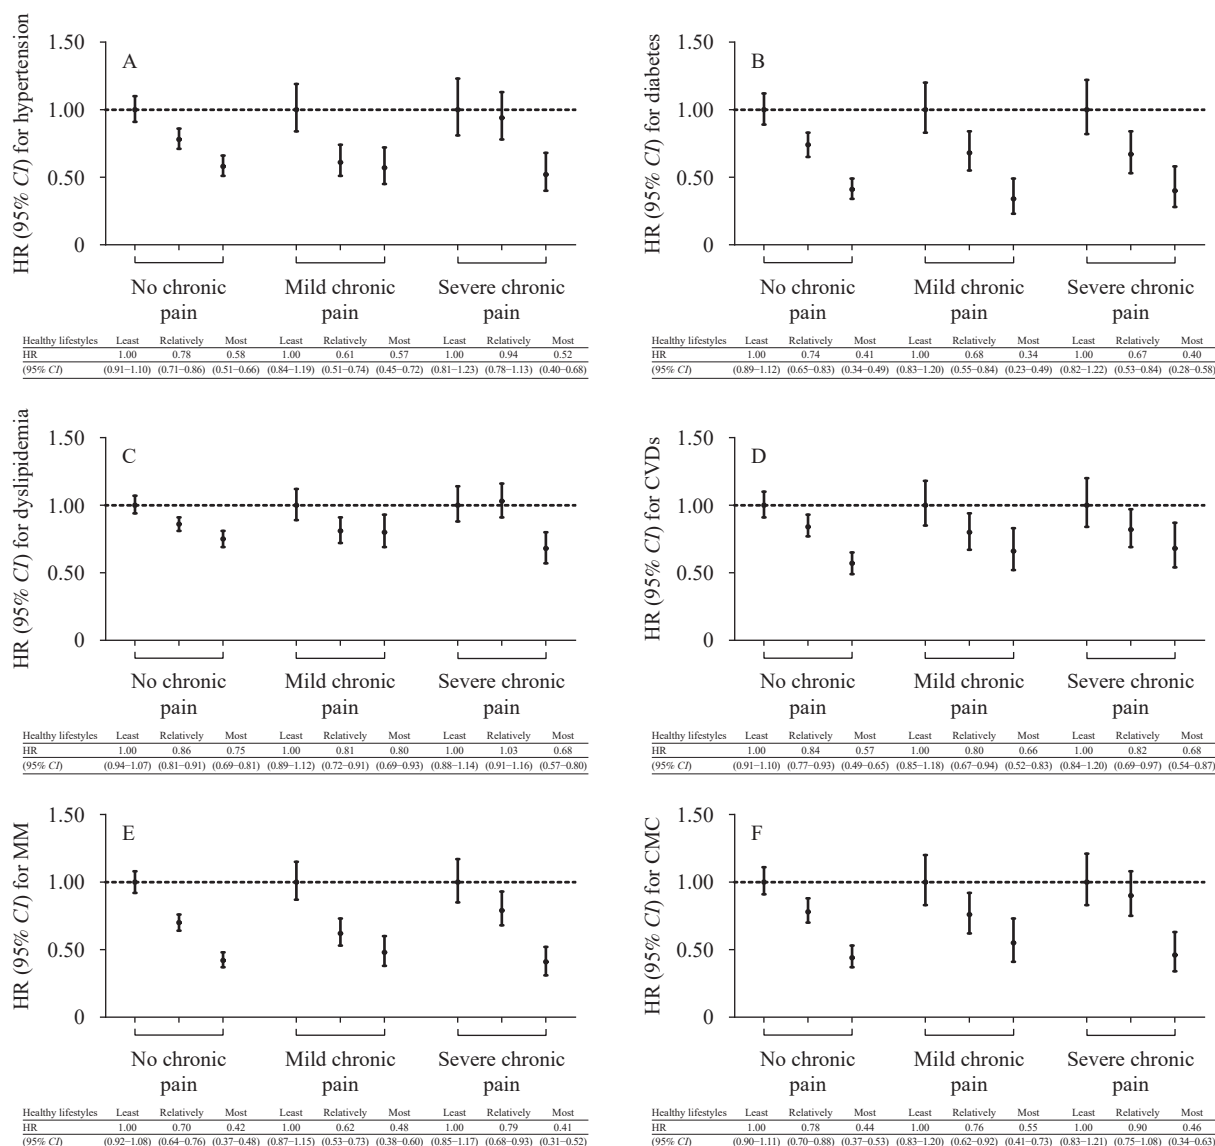 HR (95% CI) for hypertension
1.50
1.00
0.50
0
A
No chronic pain
Mild chronic pain
Severe chronic pain
Healthy lifestyles Least Relatively Most Least Relatively Most Least Relatively Most
HR 1.00 0.78 0.58 1.00 0.61 0.57 1.00 0.94 0.52
(95% CI) (0.91−1.10) (0.71−0.86) (0.51−0.66) (0.84−1.19) (0.51−0.74) (0.45−0.72) (0.81−1.23) (0.78−1.13) (0.40−0.68)
HR (95% CI) for diabetes
1.50
1.00
0.50
0
B
No chronic pain
Mild chronic pain
Severe chronic pain
Healthy lifestyles Least Relatively Most Least Relatively Most Least Relatively Most
HR 1.00 0.74 0.41 1.00 0.68 0.34 1.00 0.67 0.40
(95% CI) (0.89−1.12) (0.65−0.83) (0.34−0.49) (0.83−1.20) (0.55−0.84) (0.23−0.49) (0.82−1.22) (0.53−0.84) (0.28−0.58)
HR (95% CI) for dyslipidemia
1.50
1.00
0.50
0
C
No chronic pain
Mild chronic pain
Severe chronic pain
Healthy lifestyles Least Relatively Most Least Relatively Most Least Relatively Most
HR 1.00 0.86 0.75 1.00 0.81 0.80 1.00 1.03 0.68
(95% CI) (0.94−1.07) (0.81−0.91) (0.69−0.81) (0.89−1.12) (0.72−0.91) (0.69−0.93) (0.88−1.14) (0.91−1.16) (0.57−0.80)
HR (95% CI) for CVDs
1.50
1.00
0.50
0
D
No chronic pain
Mild chronic pain
Severe chronic pain
Healthy lifestyles Least Relatively Most Least Relatively Most Least Relatively Most
HR 1.00 0.84 0.57 1.00 0.80 0.66 1.00 0.82 0.68
(95% CI) (0.91−1.10) (0.77−0.93) (0.49−0.65) (0.85−1.18) (0.67−0.94) (0.52−0.83) (0.84−1.20) (0.69−0.97) (0.54−0.87)
HR (95% CI) for MM
1.50
1.00
0.50
0
E
No chronic pain
Mild chronic pain
Severe chronic pain
Healthy lifestyles Least Relatively Most Least Relatively Most Least Relatively Most
HR 1.00 0.70 0.42 1.00 0.62 0.48 1.00 0.79 0.41
(95% CI) (0.92−1.08) (0.64−0.76) (0.37−0.48) (0.87−1.15) (0.53−0.73) (0.38−0.60) (0.85−1.17) (0.68−0.93) (0.31−0.52)
HR (95% CI) for CMC
1.50
1.00
0.50
0
F
No chronic pain
Mild chronic pain
Severe chronic pain
Healthy lifestyles Least Relatively Most Least Relatively Most Least Relatively Most
HR 1.00 0.78 0.44 1.00 0.76 0.55 1.00 0.90 0.46
(95% CI) (0.90−1.11) (0.70−0.88) (0.37−0.53) (0.83−1.20) (0.62−0.92) (0.41−0.73) (0.83−1.21) (0.75−1.08) (0.34−0.63)